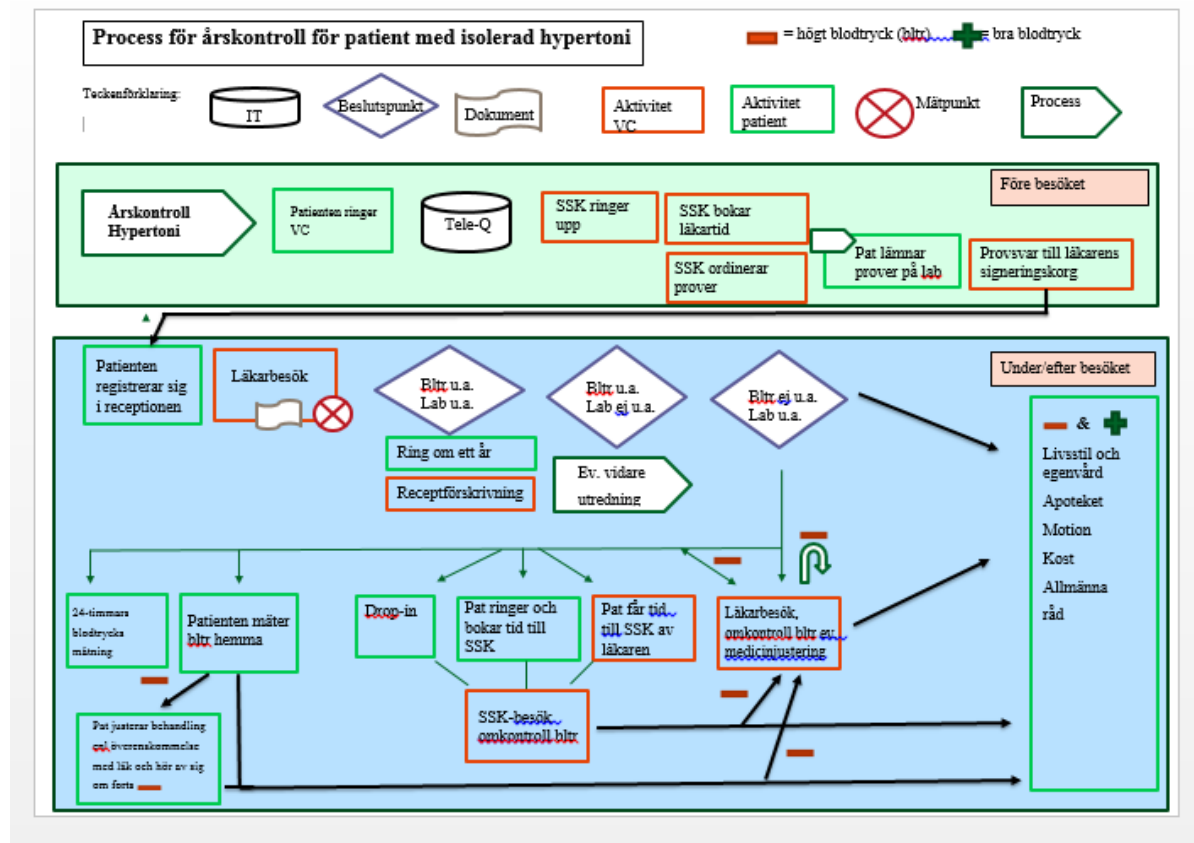 Process för årskontroll för patient med isolerad hypertoni
= högt blodtryck (bltr)
= bra blodtryck
Teckenförklaring:
IT
Beslutspunkt
Dokument
Aktivitet
VC
Aktivitet
patient
Mätpunkt
Process
Före besöket
Årskontroll
Hypertoni
Patienten ringer
VC
Tele-Q
SSK ringer
upp
SSK bokar
läkartid
SSK ordinerar
prover
Pat lämnar
prover på lab
Provsvar till läkarens
signeringskorg
Under/efter besöket
Patienten
registrerar sig
i receptionen
Läkarbesök
Bltr u.a.
Lab u.a.
Bltr u.a.
Lab ej u.a.
Bltr ej u.a.
Lab u.a.
Ring om ett år
Receptförskrivning
Ev. vidare
utredning
&
Livsstil och
egenvård
Apoteket
Motion
Kost
Allmänna
råd
24-timmars
blodtrycks
mätning
Patienten mäter
bltr hemma
Drop-in
Pat ringer och
bokar tid till
SSK
Pat får tid
till SSK av
läkaren
Läkarbesök,
omkontroll bltr ev
medicinjustering
SSK-besök
omkontroll bltr
Pat justerar behandling
enl överenskommelse
med läk och hör av sig
om forts